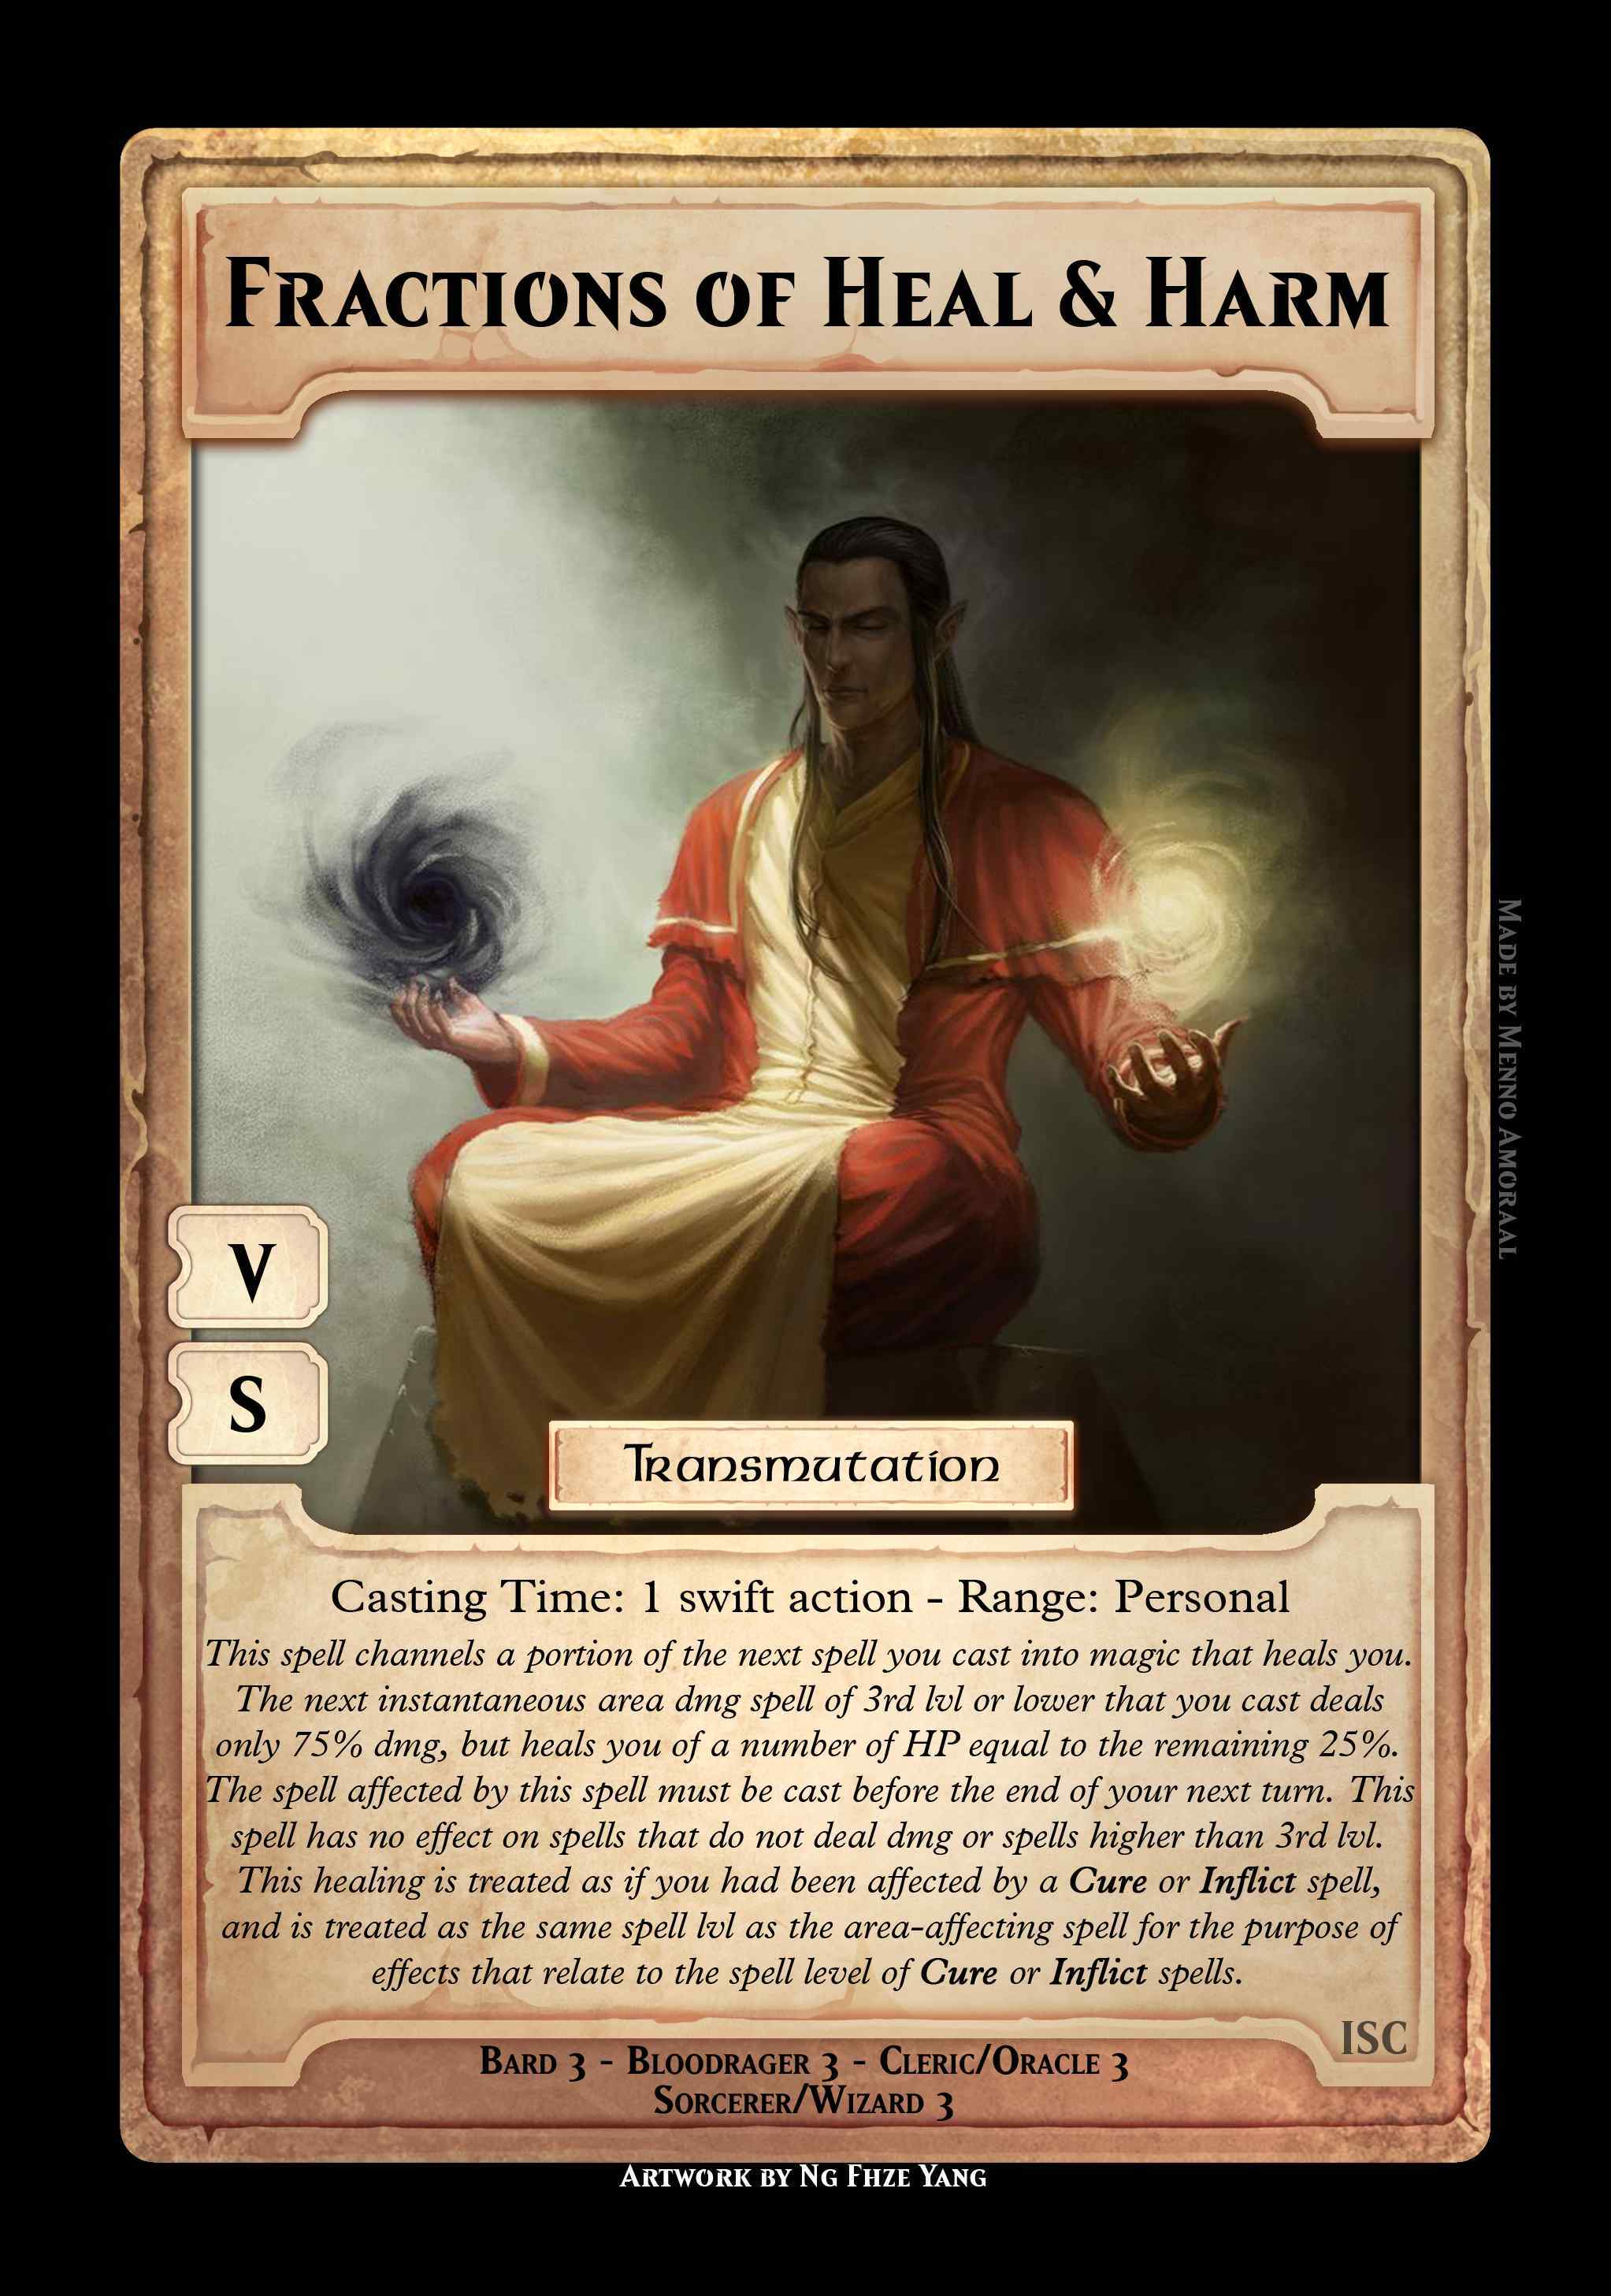 Fractions of Heal & Harm
V
S
Transmutation
Casting Time: 1 swift action - Range: Personal
This spell channels a portion of the next spell you cast into magic that heals you.
The next instantaneous area dmg spell of 3rd lvl or lower that you cast deals
only 75% dmg, but heals you of a number of HP equal to the remaining 25%.
The spell affected by this spell must be cast before the end of your next turn. This
spell has no effect on spells that do not deal dmg or spells higher than 3rd lvl.
This healing is treated as if you had been affected by a Cure or Inflict spell,
and is treated as the same spell lvl as the area-affecting spell for the purpose of
effects that relate to the spell level of Cure or Inflict spells.
ISC
Bard 3 - Bloodrager 3 - Cleric/Oracle 3
Sorcerer/Wizard 3
Artwork by Ng Fhze Yang
Made by Menno Amoraal